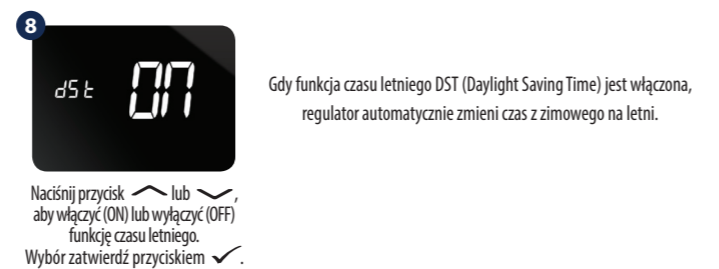 8
dSt ON
Gdy funkcja czasu letniego DST (Daylight Saving Time) jest włączona,
regulator automatycznie zmieni czas z zimowego na letni.
Naciśnij przycisk lub ,
aby włączyć (ON) lub wyłączyć (OFF)
funkcję czasu letniego.
Wybór zatwierdź przyciskiem ✓.